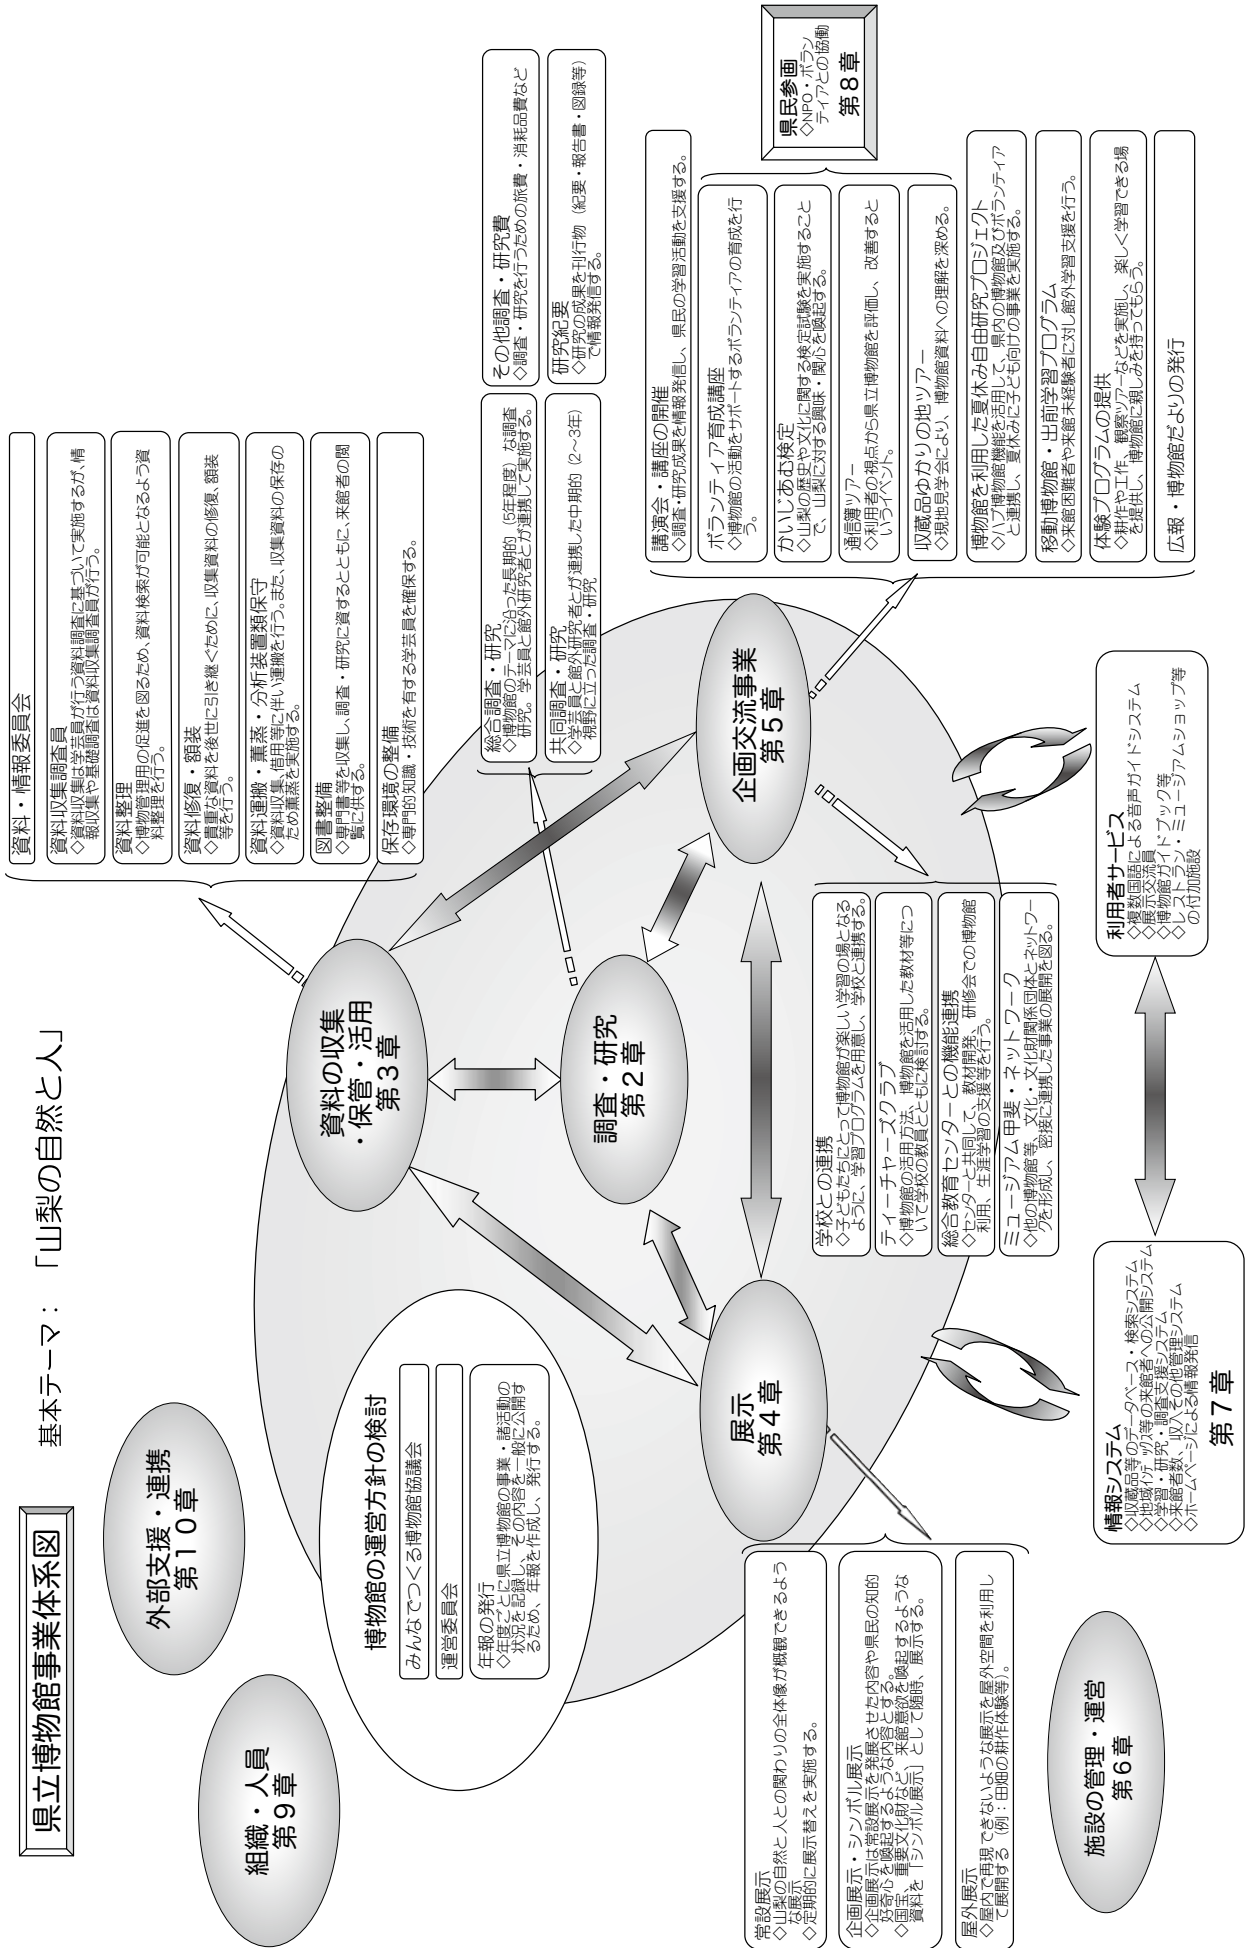 県立博物館事業体系図
基本テーマ：　「山梨の自然と人」
外部支援・連携
第１０章
組織・人員
第９章
博物館の運営方針の検討
みんなでつくる博物館協議会
運営委員会
年報の発行
◇年度ごとに県立博物館の事業・諸活動の
状況を記録し、その内容を一般に公開す
るため、年報を作成し、発行する。
資料の収集
・保管・活用
第３章
資料・情報委員会
資料収集調査員
◇資料収集は学芸員が行う資料調査に基づいて実施するが、情
報収集や基礎調査は資料収集調査員が行う。
資料整理
◇博物管理用の促進を図るため、資料検索が可能となるよう資
料整理を行う。
資料修復・額装
◇貴重な資料を後世に引き継ぐために、収集資料の修復、額装
等を行う。
資料運搬・薫蒸・分析装置類保守
◇資料収集、借用等に伴い運搬を行う。また、収集資料の保存の
ため薫蒸を実施する。
図書整備
◇専門書等を収集し、調査・研究に資するとともに、来館者の閲
覧に供する。
保存環境の整備
◇専門的知識・技術を有する学芸員を確保する。
調査・研究
第２章
総合調査・研究
◇博物館のテーマに沿った長期的（5年程度）な調査
研究。学芸員と館外研究者とが連携して実施する。
共同調査・研究
◇学芸員と館外研究者とが連携した中期的（2～3年）
視野に立った調査・研究
その他調査・研究費
◇調査・研究を行うための旅費・消耗品費など
研究紀要
◇研究の成果を刊行物（紀要・報告書・図録等）
で情報発信する。
企画交流事業
第５章
講演会・講座の開催
◇調査・研究成果を情報発信し、県民の学習活動を支援する。
ボランティア育成講座
◇博物館の活動をサポートするボランティアの育成を行
う。
かいじあむ検定
◇山梨の歴史や文化に関する検定試験を実施すること
で、山梨に対する興味・関心を喚起する。
通信簿ツアー
◇利用者の視点から県立博物館を評価し、改善すると
いうイベント。
収蔵品ゆかりの地ツアー
◇現地見学会により、博物館資料への理解を深める。
博物館を利用した夏休み自由研究プロジェクト
◇ハブ博物館機能を活用して、県内の博物館及びボランティア
と連携し、夏休みに子ども向けの事業を実施する。
移動博物館・出前学習プログラム
◇来館困難者や来館未経験者に対し館外学習支援を行う。
体験プログラムの提供
◇耕作や工作、観察ツアーなどを実施し、楽しく学習できる場
を提供し、博物館に親しみを持ってもらう。
広報・博物館だよりの発行
県民参画
◇NPO・ボラン
ティアとの協働
第８章
学校との連携
◇子どもたちにとって博物館が楽しい学習の場となる
ように、学習プログラムを用意し、学校と連携する。
ティーチャーズクラブ
◇博物館の活用方法、博物館を活用した教材等につ
いて学校の教員とともに検討する。
総合教育センターとの機能連携
◇センターと共同して、教材開発、研修会での博物館
利用、生涯学習の支援等を行う。
ミュージアム甲斐・ネットワーク
◇他の博物館等、文化・文化財関係団体とネットワー
クを形成し、密接に連携した事業の展開を図る。
展示
第４章
常設展示
◇山梨の自然と人との関わりの全体像が概観できるよう
な展示
◇定期的に展示替えを実施する。
企画展示・シンボル展示
◇企画展示は常設展示を発展させた内容や県民の知的
好奇心を喚起するような内容とする。
◇国宝、重要文化財など、来館意欲を喚起するような
資料を「シンボル展示」として随時、展示する。
屋外展示
◇屋内で再現できないような展示を屋外空間を利用し
て展開する（例：田畑の耕作体験等）。
施設の管理・運営
第６章
情報システム
◇収蔵品等のデータベース・検索システム
◇地域インデックス等の来館者への公開システム
◇学習・研究・調査支援システム
◇来館者数、収入その他管理システム
◇ホームページによる情報発信
第７章
利用者サービス
◇複数国語による音声ガイドシステム
◇展示交流員
◇博物館ガイドブック等
◇レストラン・ミュージアムショップ等
の付加施設